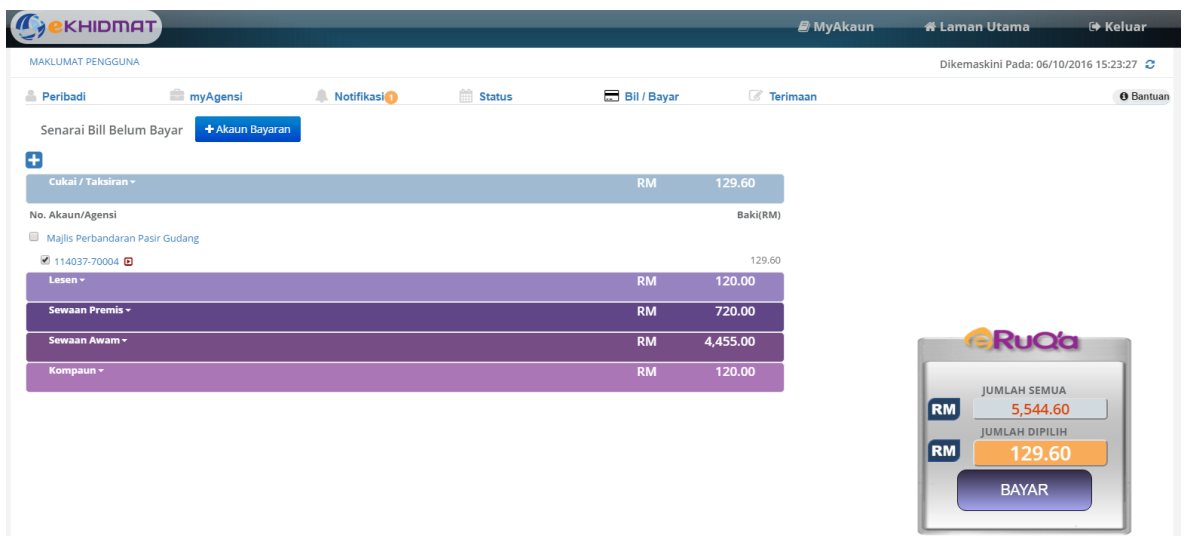 eKHIDMAT MyAkaun Laman Utama Keluar
MAKLUMAT PENGGUNA Dikemaskini Pada: 06/10/2016 15:23:27
Peribadi myAgensi Notifikasi 1 Status Bil / Bayar Terimaan Bantuan
Senarai Bill Belum Bayar + Akaun Bayaran
Cukai / Taksiran RM 129.60
No. Akaun/Agensi Baki(RM)
Majlis Perbandaran Pasir Gudang
114037-70004 129.60
Lesen RM 120.00
Sewaan Premis RM 720.00
Sewaan Awam RM 4,455.00
Kompaun RM 120.00
eRuQ'a
JUMLAH SEMUA
RM 5,544.60
JUMLAH DIPILIH
RM 129.60
BAYAR